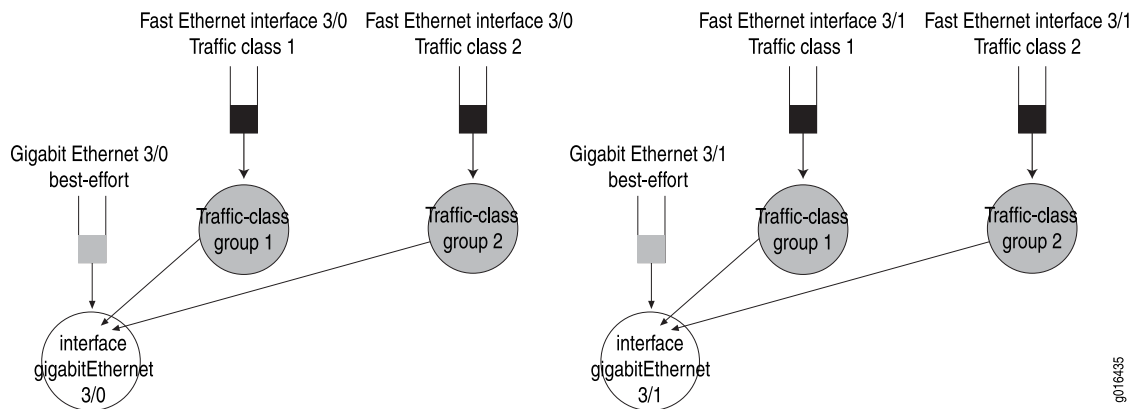 Fast Ethernet interface 3/0
Traffic class 1
Fast Ethernet interface 3/0
Traffic class 2
Gigabit Ethernet 3/0
best-effort
Traffic-class
group 1
Traffic-class
group 2
interface
gigabitEthernet
3/0
Fast Ethernet interface 3/1
Traffic class 1
Fast Ethernet interface 3/1
Traffic class 2
Gigabit Ethernet 3/1
best-effort
Traffic-class
group 1
Traffic-class
group 2
interface
gigabitEthernet
3/1
g016435